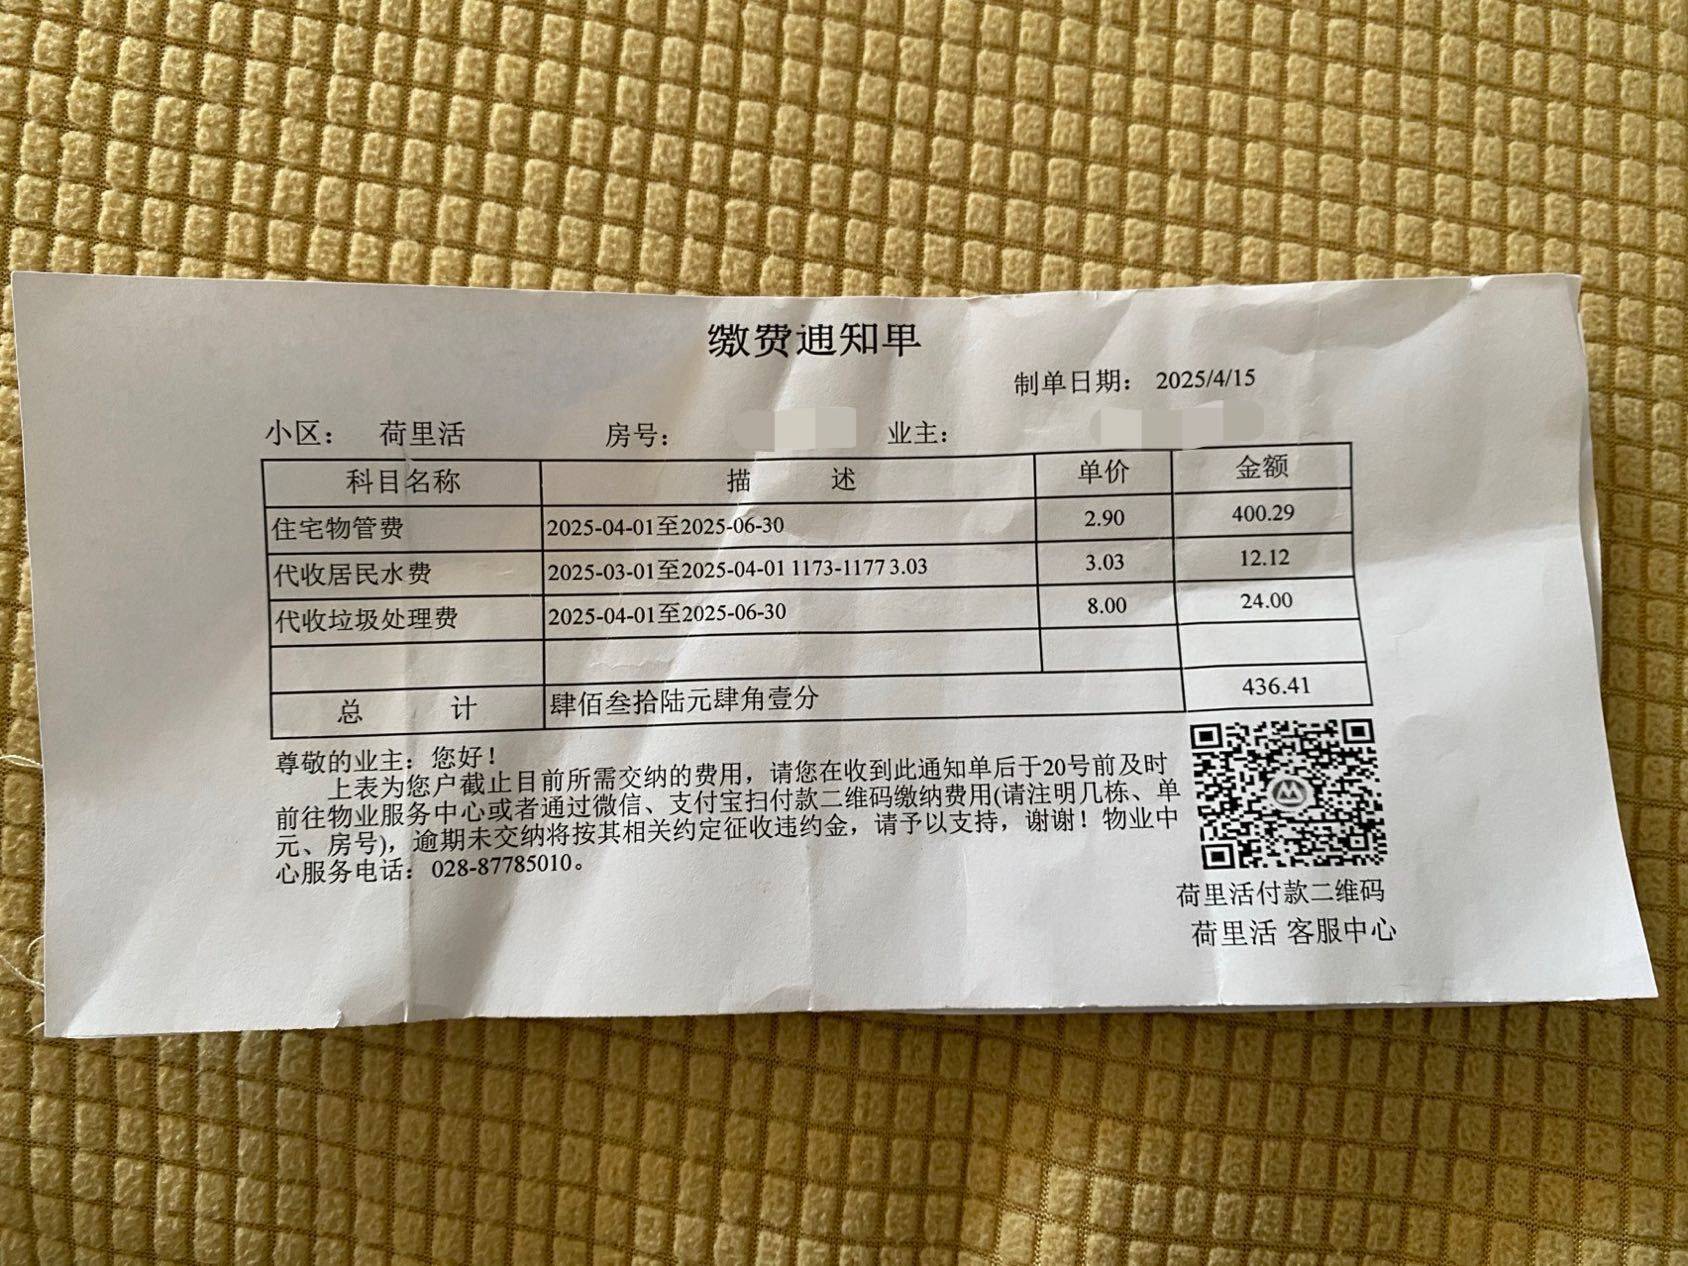 缴费通知单
制单日期： 2025/4/15
小区： 荷里活 房号： 业主：
科目名称 描 述 单价 金额
住宅物管费 2025-04-01至2025-06-30 2.90 400.29
代收居民水费 2025-03-01至2025-04-01 1173-1177 3.03 3.03 12.12
代收垃圾处理费 2025-04-01至2025-06-30 8.00 24.00
总 计 肆佰叁拾陆元肆角壹分 436.41
尊敬的业主：您好！
上表为您户截止目前所需交纳的费用，请您在收到此通知单后于20号前及时
前往物业服务中心或者通过微信、支付宝扫付款二维码缴纳费用(请注明几栋、单
元、房号)，逾期未交纳将按其相关约定征收违约金，请予以支持，谢谢！物业中
心服务电话：028-87785010。
荷里活付款二维码
荷里活 客服中心